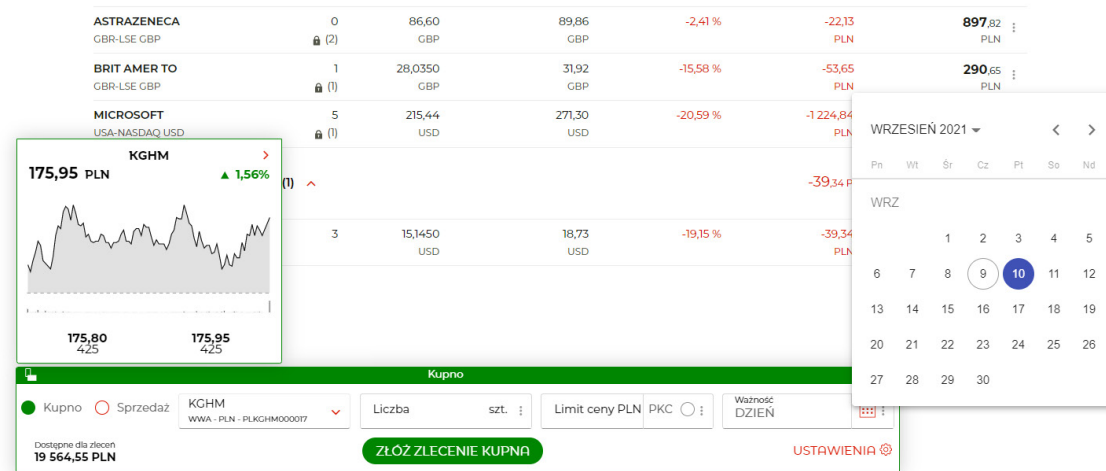 ASTRAZENECA 0 86,60 89,86 -2,41 % -22,13 897,82
GBR-LSE GBP (2) GBP GBP PLN PLN
BRIT AMER TO 1 28,0350 31,92 -15,58 % -53,65 290,65
GBR-LSE GBP (1) GBP GBP PLN PLN
MICROSOFT 5 215,44 271,30 -20,59 % -1 224,84
USA-NASDAQ USD (1) USD USD PLN
(1) -39,34 P
3 15,1450 18,73 -19,15 % -39,34
USD USD PLN
KGHM
175,95 PLN ▲ 1,56%
175,80 175,95
425 425
WRZESIEŃ 2021
Pn Wt Śr Cz Pt So Nd
WRZ
1 2 3 4 5
6 7 8 9 10 11 12
13 14 15 16 17 18 19
20 21 22 23 24 25 26
27 28 29 30
Kupno
Kupno Sprzedaż KGHM Liczba szt. Limit ceny PLN PKC Ważność
WWA - PLN - PLKGHM000017 DZIEŃ
Dostępne dla zleceń
19 564,55 PLN ZŁÓŻ ZLECENIE KUPNA USTAWIENIA